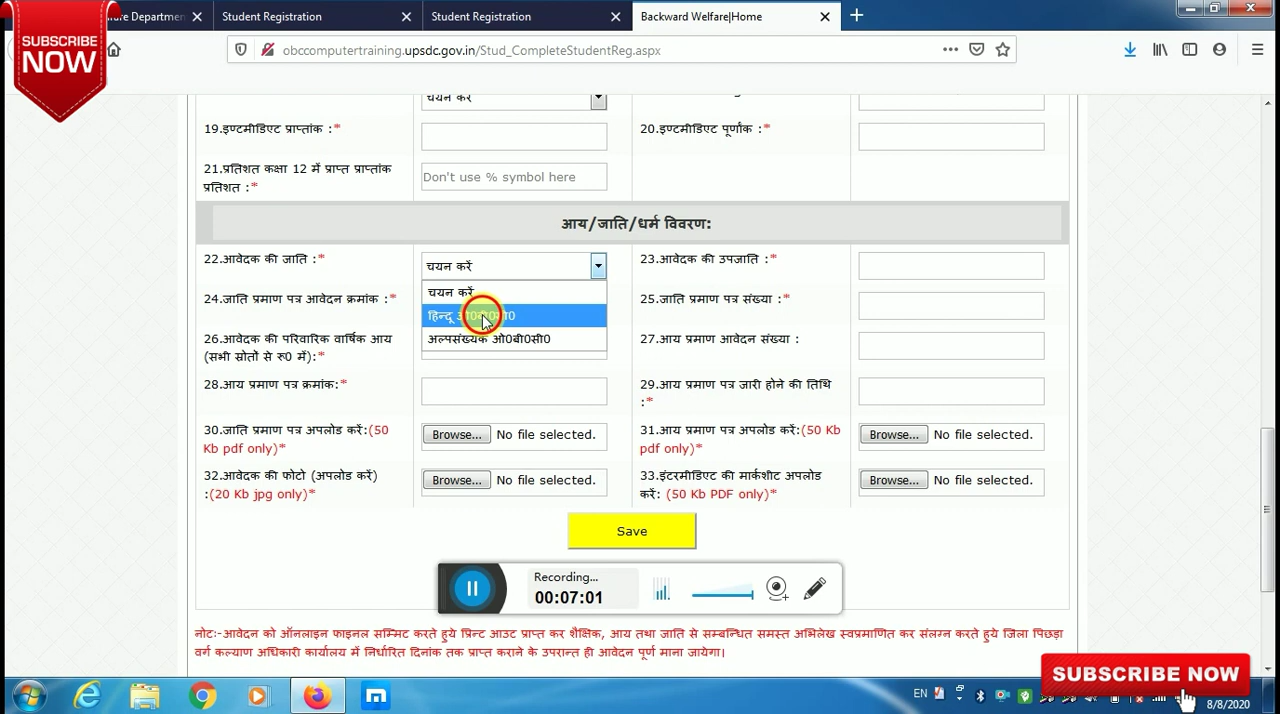 SUBSCRIBE
NOW
Student Registration
Student Registration
Backward Welfare|Home
obccomputertraining.upsdc.gov.in/Stud_CompleteStudentReg.aspx
चयन करें
19.इण्टमीडिएट प्राप्तांक :*
20.इण्टमीडिएट पूर्णांक :*
21.प्रतिशत कक्षा 12 में प्राप्त प्राप्तांक
प्रतिशत :*
Don't use % symbol here
आय/जाति/धर्म विवरण:
22.आवेदक की जाति :*
चयन करें
23.आवेदक की उपजाति :*
चयन करें
24.जाति प्रमाण पत्र आवेदन क्रमांक :*
हिन्दू ओ0बी0सी0
25.जाति प्रमाण पत्र संख्या :*
अल्पसंख्यक ओ0बी0सी0
26.आवेदक की परिवारिक वार्षिक आय
(सभी स्रोतों से रु0 में):*
27.आय प्रमाण आवेदन संख्या :
28.आय प्रमाण पत्र क्रमांक:*
29.आय प्रमाण पत्र जारी होने की तिथि
:*
30.जाति प्रमाण पत्र अपलोड करें:(50
Kb pdf only)*
Browse... No file selected.
31.आय प्रमाण पत्र अपलोड करें:(50 Kb
pdf only)*
Browse... No file selected.
32.आवेदक की फोटो (अपलोड करें)
:(20 Kb jpg only)*
Browse... No file selected.
33.इंटरमीडिएट की मार्कशीट अपलोड
करें: (50 Kb PDF only)*
Browse... No file selected.
Save
Recording...
00:07:01
नोटः-आवेदन को ऑनलाइन फाइनल सम्मिट करते हुये प्रिन्ट आउट प्राप्त कर शैक्षिक, आय तथा जाति से सम्बन्धित समस्त अभिलेख स्वप्रमाणित कर संलग्न करते हुये जिला पिछड़ा
वर्ग कल्याण अधिकारी कार्यालय में निर्धारित दिनांक तक प्राप्त कराने के उपरान्त ही आवेदन पूर्ण माना जायेगा।
SUBSCRIBE NOW
EN
8/8/2020